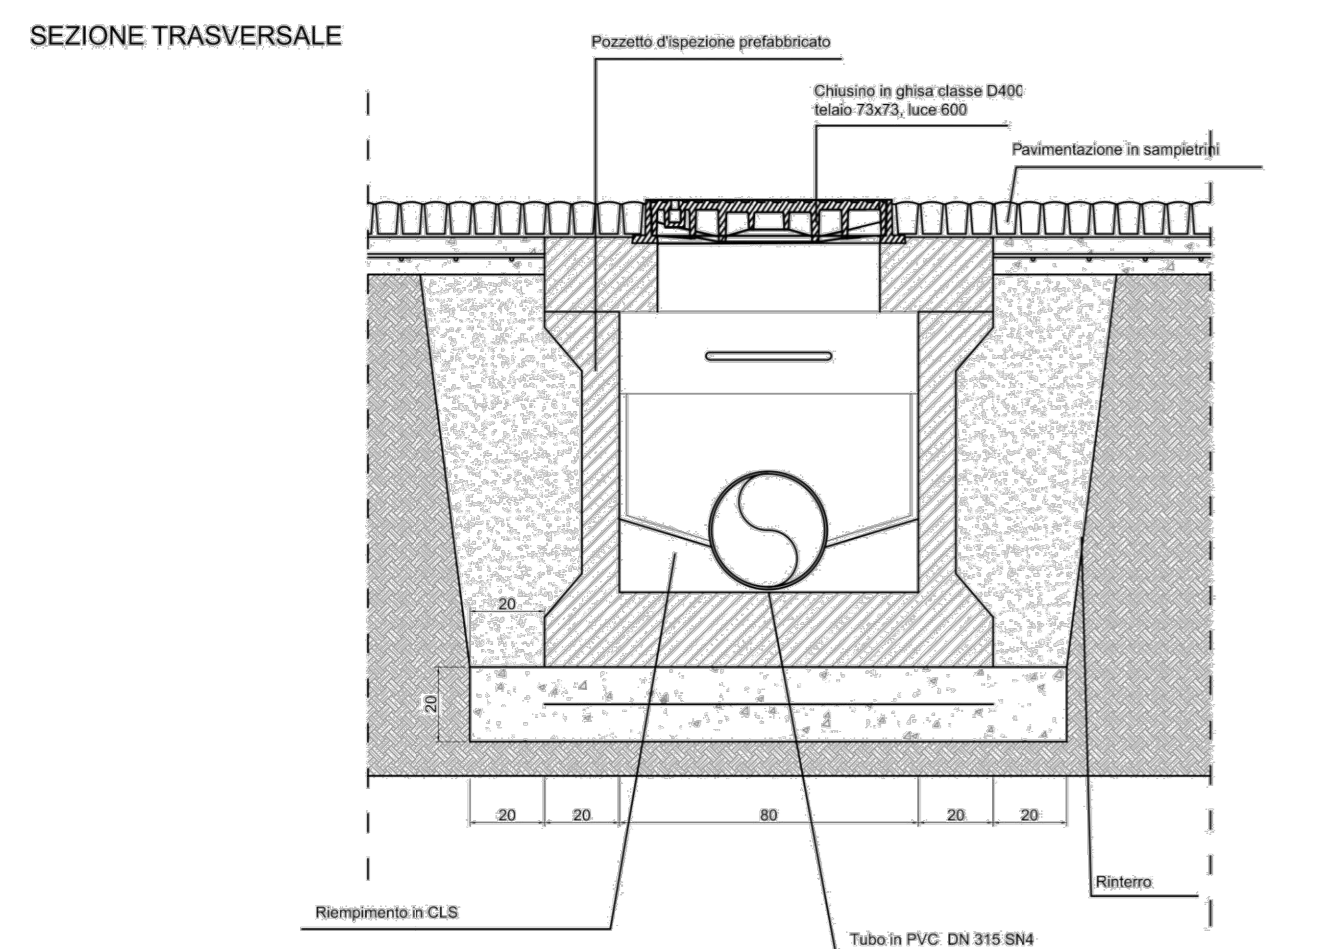 SEZIONE TRASVERSALE
Pozzetto d'ispezione prefabbricato
Chiusino in ghisa classe D400
telaio 73x73, luce 600
Pavimentazione in sampietrini
20
20
20
20
80
20
20
Rinterro
Riempimento in CLS
Tubo in PVC DN 315 SN4